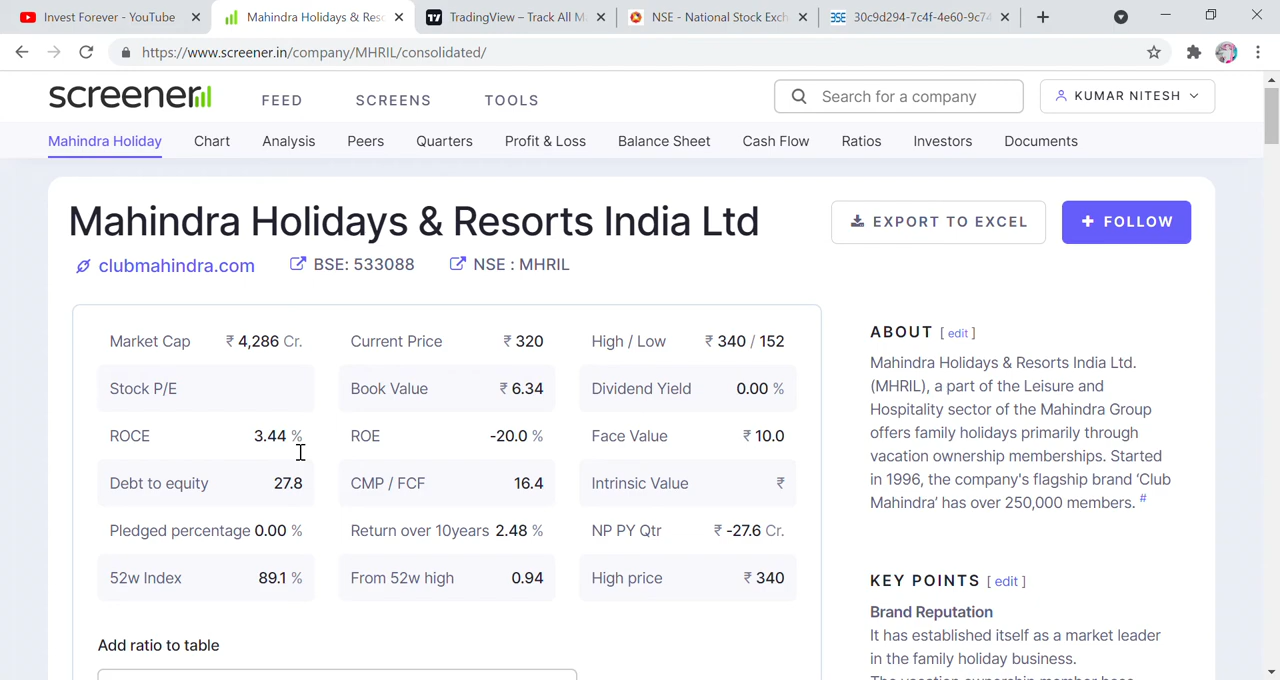 Invest Forever - YouTube
Mahindra Holidays & Res
TradingView – Track All M
NSE - National Stock Exch
30c9d294-7c4f-4e60-9c74
https://www.screener.in/company/MHRIL/consolidated/
screener
FEED SCREENS TOOLS
Search for a company
KUMAR NITESH
Mahindra Holiday Chart Analysis Peers Quarters Profit & Loss Balance Sheet Cash Flow Ratios Investors Documents
Mahindra Holidays & Resorts India Ltd
EXPORT TO EXCEL
+ FOLLOW
clubmahindra.com BSE: 533088 NSE : MHRIL
Market Cap ₹ 4,286 Cr. Current Price ₹ 320 High / Low ₹ 340 / 152
Stock P/E Book Value ₹ 6.34 Dividend Yield 0.00 %
ROCE 3.44 % ROE -20.0 % Face Value ₹ 10.0
Debt to equity 27.8 CMP / FCF 16.4 Intrinsic Value ₹
Pledged percentage 0.00 % Return over 10years 2.48 % NP PY Qtr ₹ -27.6 Cr.
52w Index 89.1 % From 52w high 0.94 High price ₹ 340
Add ratio to table
ABOUT [ edit ]
Mahindra Holidays & Resorts India Ltd.
(MHRIL), a part of the Leisure and
Hospitality sector of the Mahindra Group
offers family holidays primarily through
vacation ownership memberships. Started
in 1996, the company's flagship brand ‘Club
Mahindra’ has over 250,000 members. #
KEY POINTS [ edit ]
Brand Reputation
It has established itself as a market leader
in the family holiday business.
The vacation ownership member base